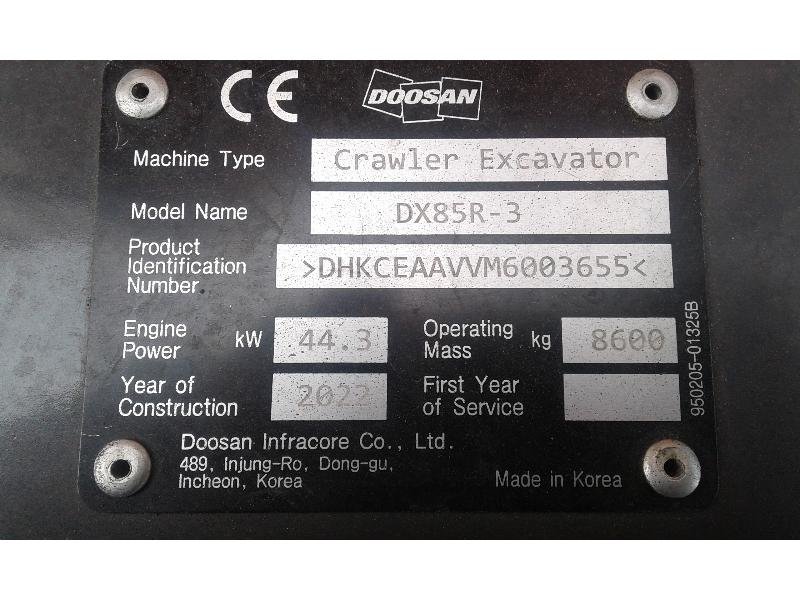 CE DOOSAN
Machine Type Crawler Excavator
Model Name DX85R-3
Product
Identification >DHKCEAAVVM6003655<
Number
Engine Power kW 44.3 Operating Mass kg 8600
Year of Construction 2022 First Year of Service
Doosan Infracore Co., Ltd.
489, Injung-Ro, Dong-gu,
Incheon, Korea Made in Korea
950205-01325B